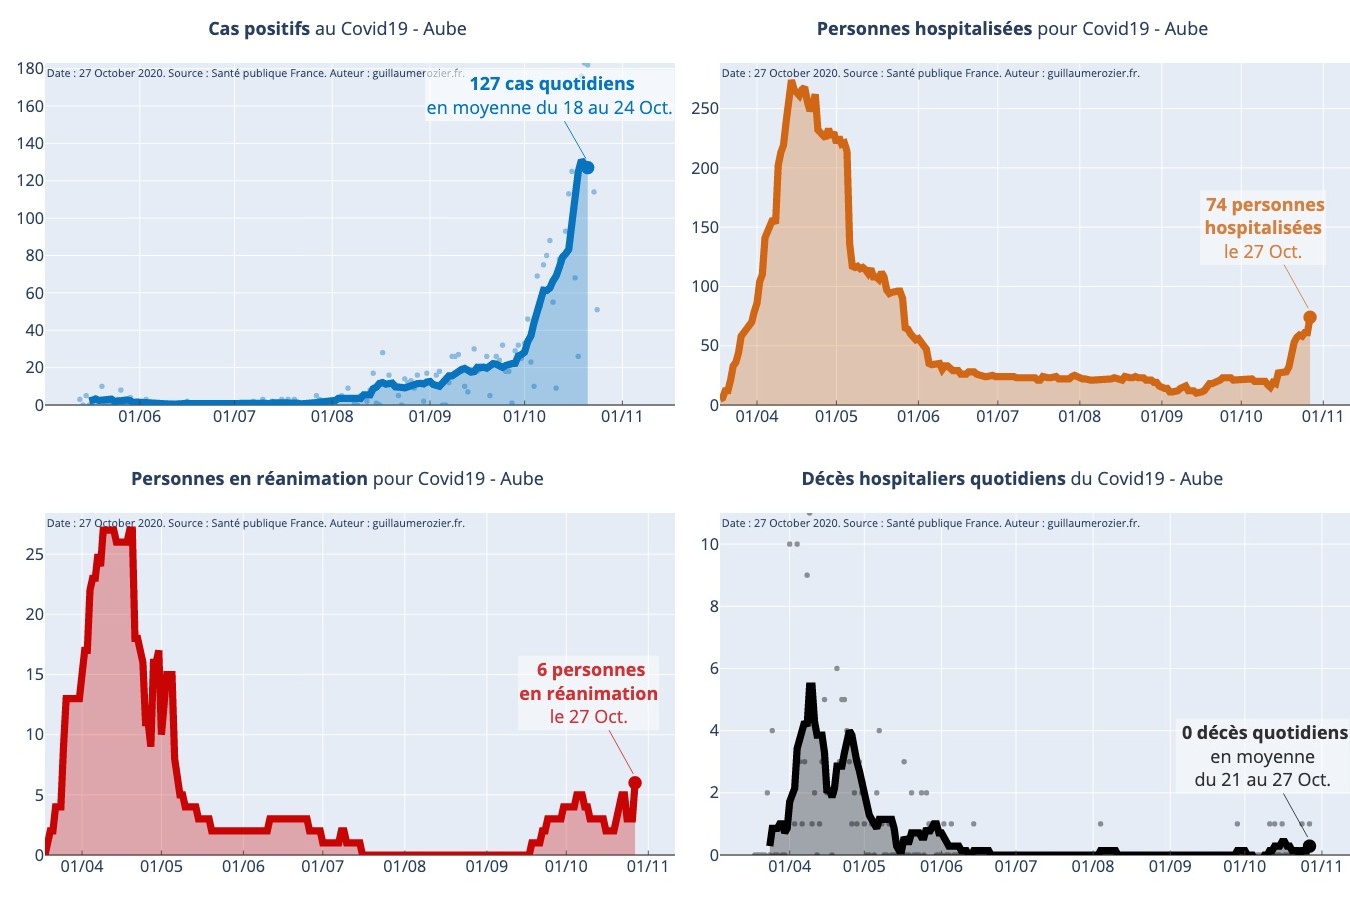 Cas positifs au Covid19 - Aube
Date : 27 October 2020. Source : Santé publique France. Auteur : guillaumerozier.fr.
127 cas quotidiens
en moyenne du 18 au 24 Oct.
180
160
140
120
100
80
60
40
20
0
01/06 01/07 01/08 01/09 01/10 01/11
Personnes hospitalisées pour Covid19 - Aube
Date : 27 October 2020. Source : Santé publique France. Auteur : guillaumerozier.fr.
74 personnes
hospitalisées
le 27 Oct.
250
200
150
100
50
0
01/04 01/05 01/06 01/07 01/08 01/09 01/10 01/11
Personnes en réanimation pour Covid19 - Aube
Date : 27 October 2020. Source : Santé publique France. Auteur : guillaumerozier.fr.
6 personnes
en réanimation
le 27 Oct.
25
20
15
10
5
0
01/04 01/05 01/06 01/07 01/08 01/09 01/10 01/11
Décès hospitaliers quotidiens du Covid19 - Aube
Date : 27 October 2020. Source : Santé publique France. Auteur : guillaumerozier.fr.
0 décès quotidiens
en moyenne
du 21 au 27 Oct.
10
8
6
4
2
0
01/04 01/05 01/06 01/07 01/08 01/09 01/10 01/11